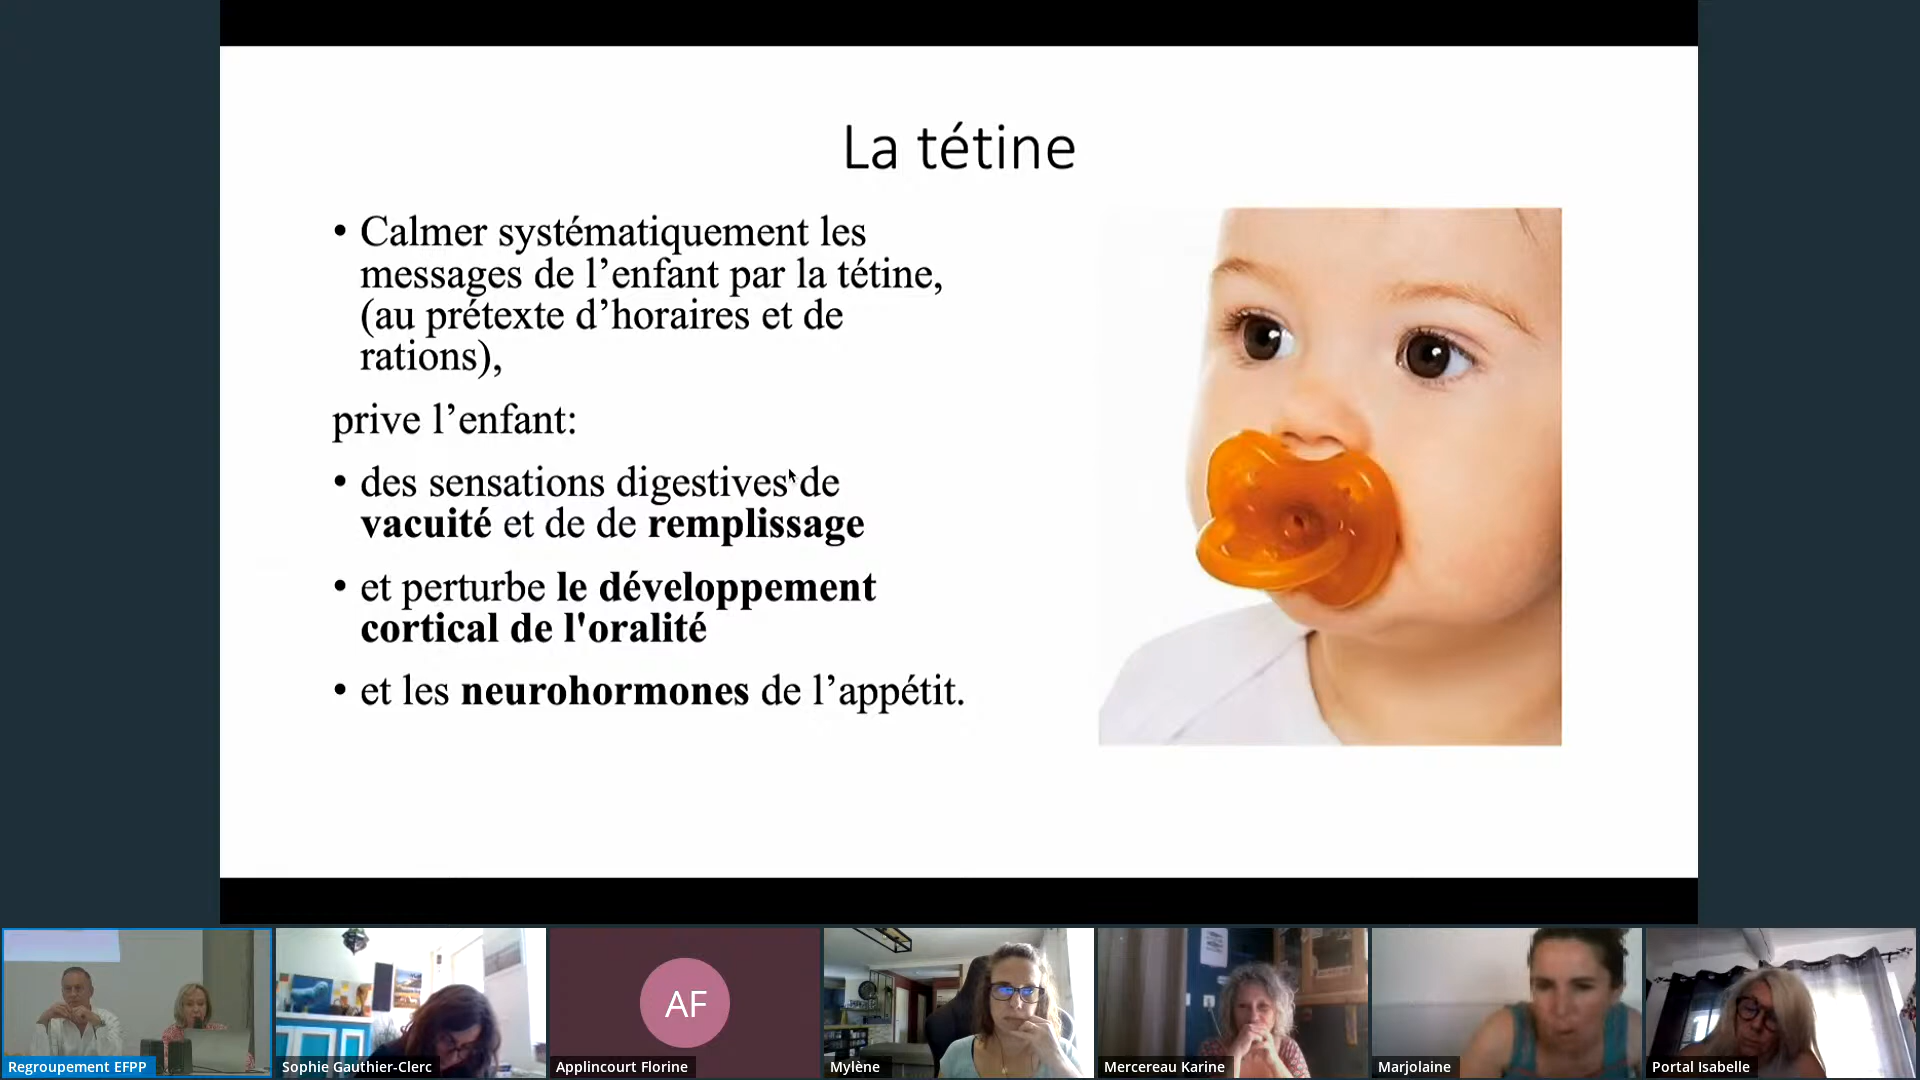 La tétine
• Calmer systématiquement les
messages de l’enfant par la tétine,
(au prétexte d’horaires et de
rations),
prive l’enfant:
• des sensations digestives de
vacuité et de de remplissage
• et perturbe le développement
cortical de l'oralité
• et les neurohormones de l’appétit.
AF
Regroupement EFPP
Sophie Gauthier-Clerc
Applincourt Florine
Mylène
Mercereau Karine
Marjolaine
Portal Isabelle